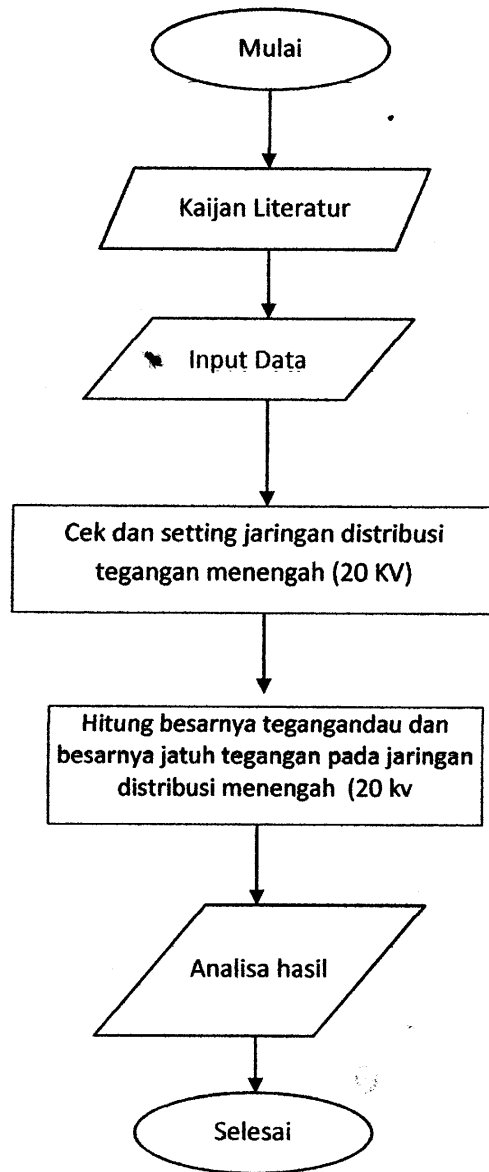 Mulai
Kaijan Literatur
Input Data
Cek dan setting jaringan distribusi
tegangan menengah (20 KV)
Hitung besarnya tegangandau dan
besarnya jatuh tegangan pada jaringan
distribusi menengah (20 kv
Analisa hasil
Selesai